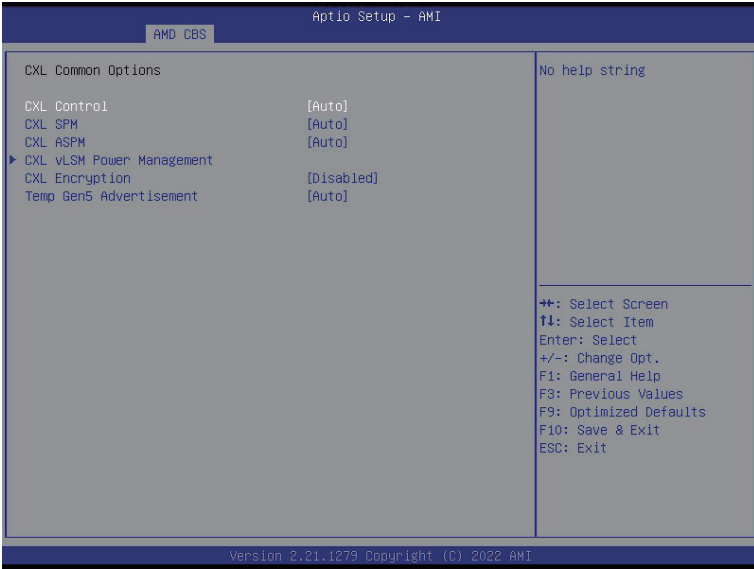 Aptio Setup – AMI
AMD CBS
CXL Common Options
CXL Control [Auto]
CXL SPM [Auto]
CXL ASPM [Auto]
CXL vLSM Power Management
CXL Encryption [Disabled]
Temp Gen5 Advertisement [Auto]
No help string
→←: Select Screen
↑↓: Select Item
Enter: Select
+/-: Change Opt.
F1: General Help
F3: Previous Values
F9: Optimized Defaults
F10: Save & Exit
ESC: Exit
Version 2.21.1279 Copyright (C) 2022 AMI